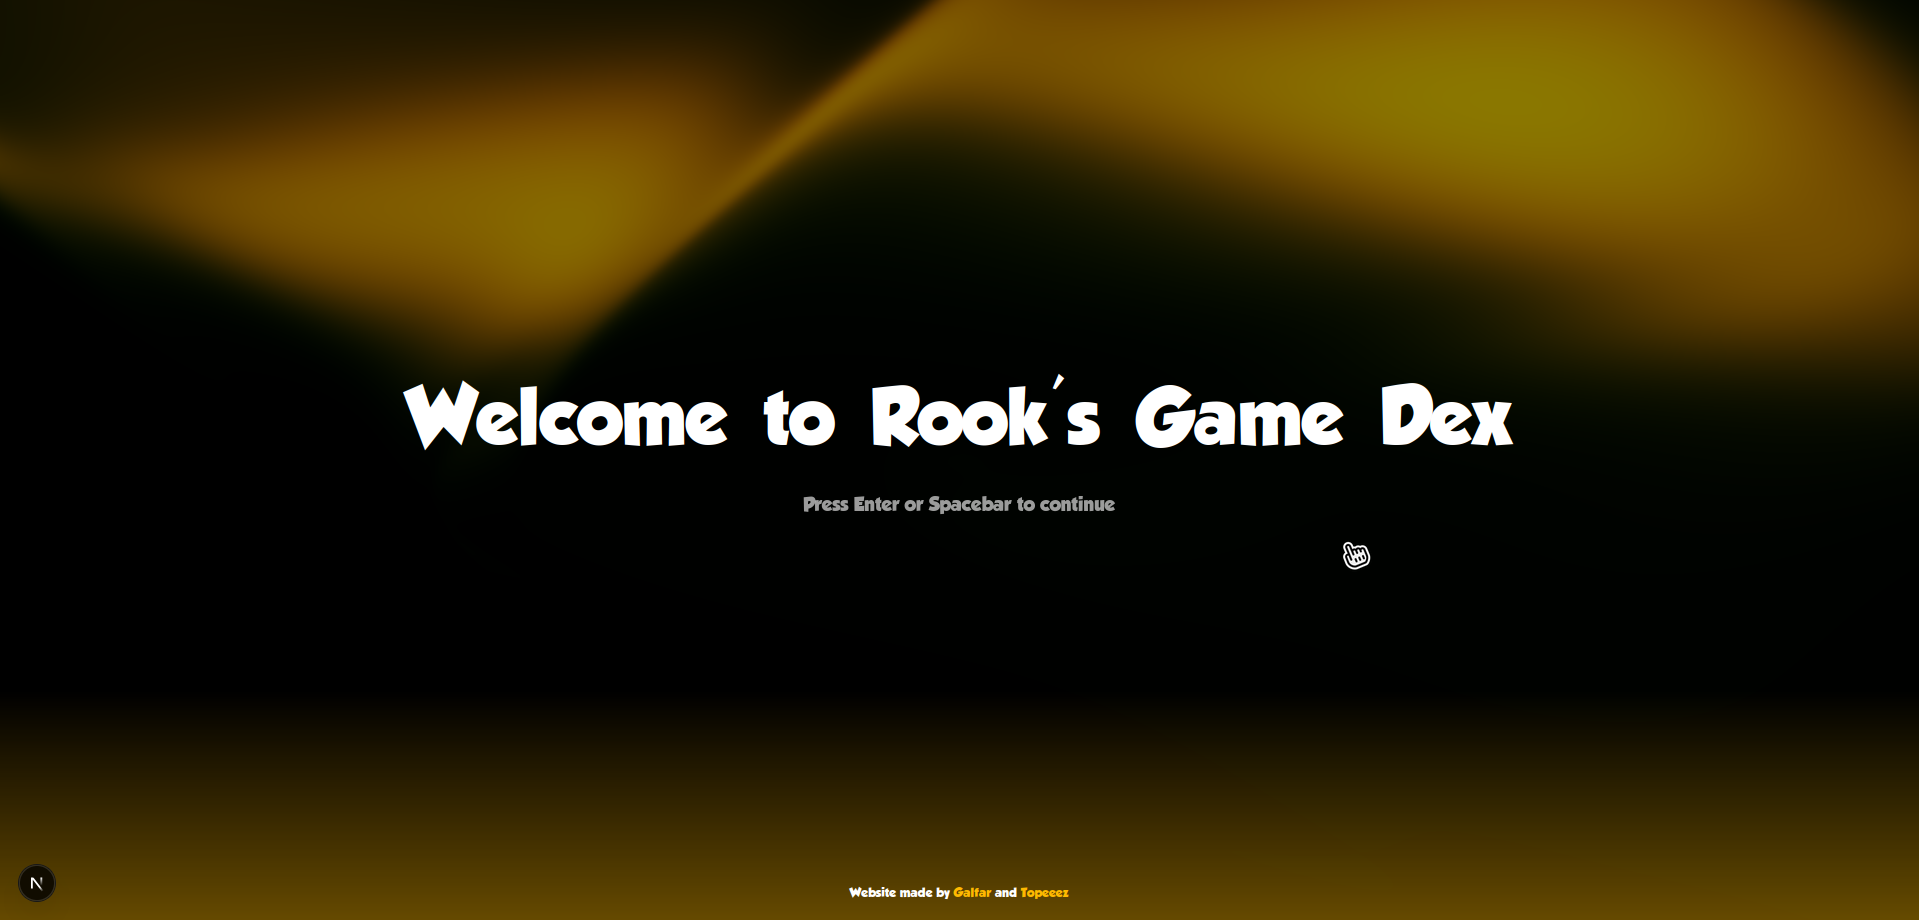 Welcome to Rook's Game Dex
Press Enter or Spacebar to continue
N
Website made by Galfar and Topeeez